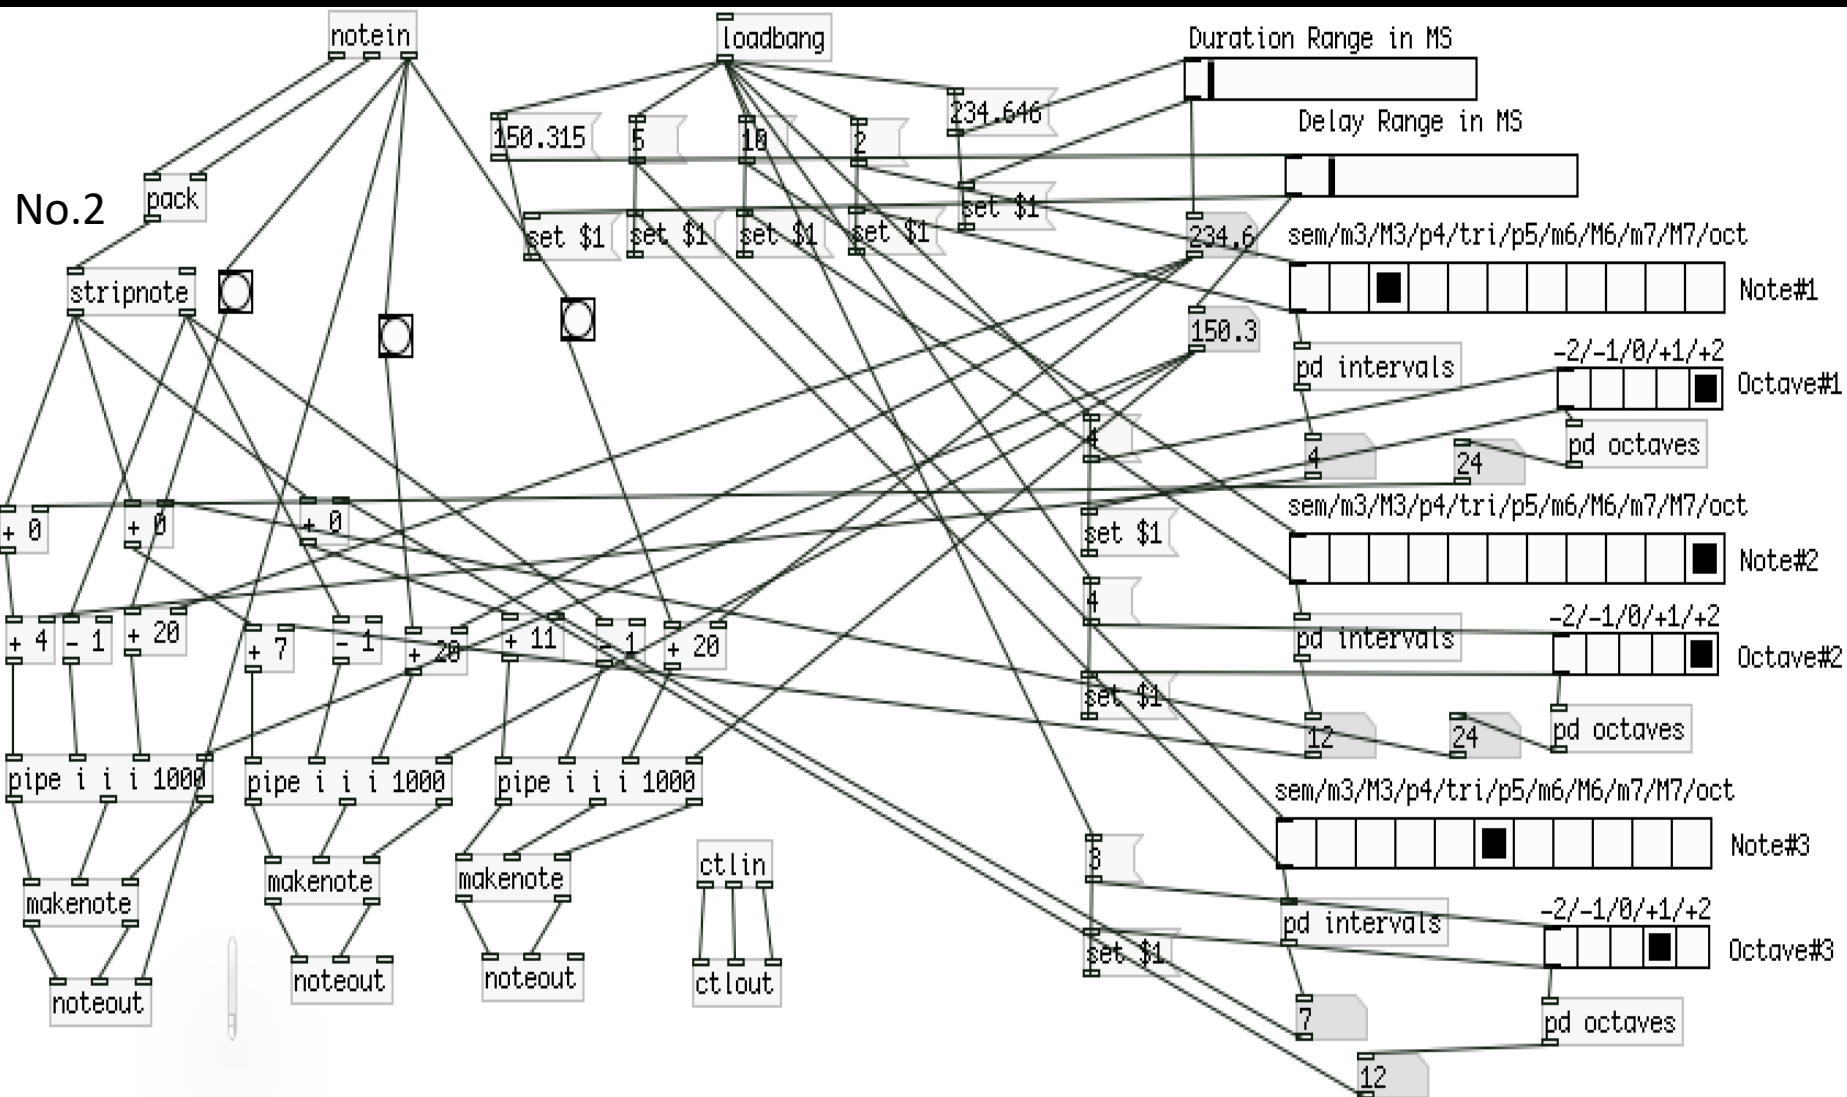 notein
loadbang
Duration Range in MS
234.646
150.315
5
10
2
Delay Range in MS
pack
No.2
set $1
set $1
set $1
set $1
set $1
234.6
sem/m3/M3/p4/tri/p5/m6/M6/m7/M7/oct
stripnote
Note#1
150.3
-2/-1/0/+1/+2
pd intervals
Octave#1
4
pd octaves
4
24
sem/m3/M3/p4/tri/p5/m6/M6/m7/M7/oct
+ 0
+ 0
+ 0
set $1
Note#2
4
-2/-1/0/+1/+2
+ 4
- 1
+ 20
+ 7
- 1
+ 20
+ 11
- 1
+ 20
pd intervals
Octave#2
set $1
12
24
pd octaves
pipe i i i 1000
pipe i i i 1000
pipe i i i 1000
sem/m3/M3/p4/tri/p5/m6/M6/m7/M7/oct
Note#3
3
ctlin
makenote
makenote
makenote
-2/-1/0/+1/+2
pd intervals
set $1
Octave#3
noteout
noteout
noteout
ctlout
7
pd octaves
12